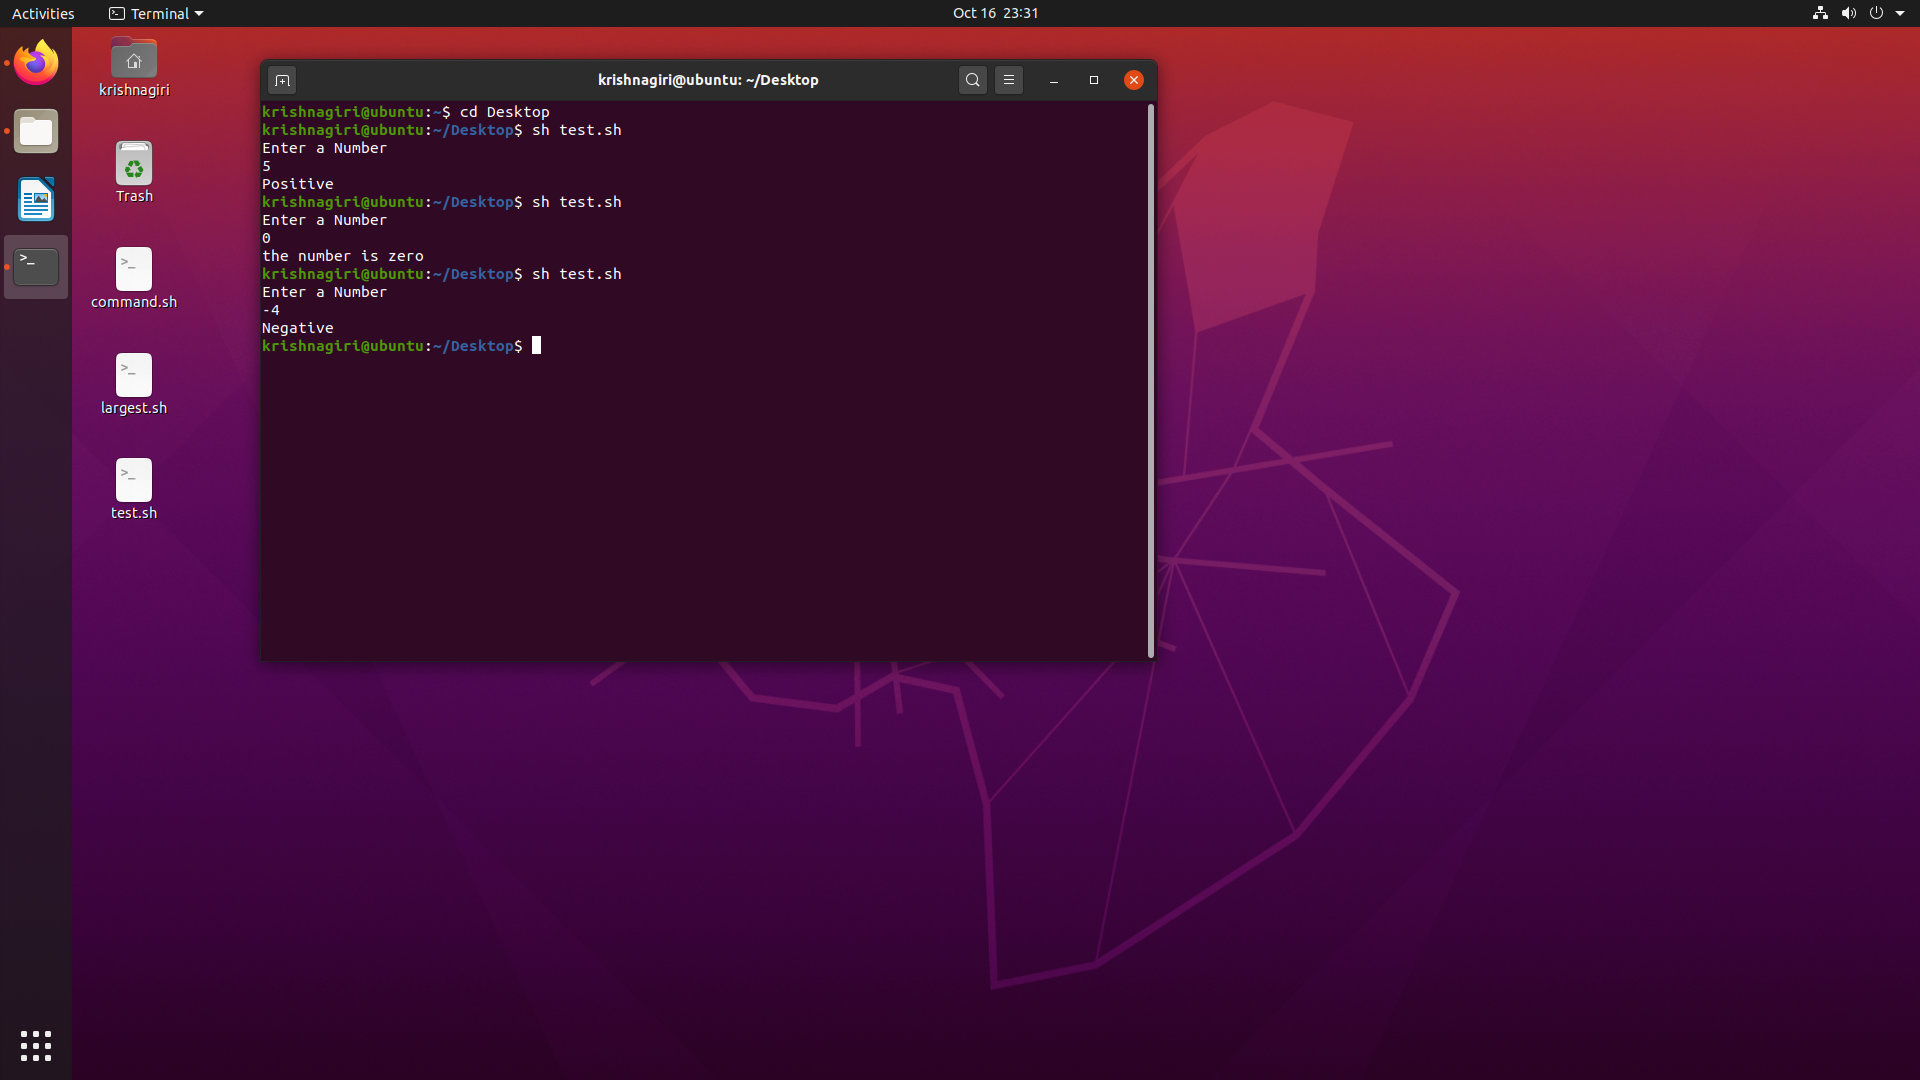 Activities
Terminal
Oct 16 23:31
krishnagiri
Trash
command.sh
largest.sh
test.sh
krishnagiri@ubuntu: ~/Desktop
krishnagiri@ubuntu:~$ cd Desktop
krishnagiri@ubuntu:~/Desktop$ sh test.sh
Enter a Number
5
Positive
krishnagiri@ubuntu:~/Desktop$ sh test.sh
Enter a Number
0
the number is zero
krishnagiri@ubuntu:~/Desktop$ sh test.sh
Enter a Number
-4
Negative
krishnagiri@ubuntu:~/Desktop$